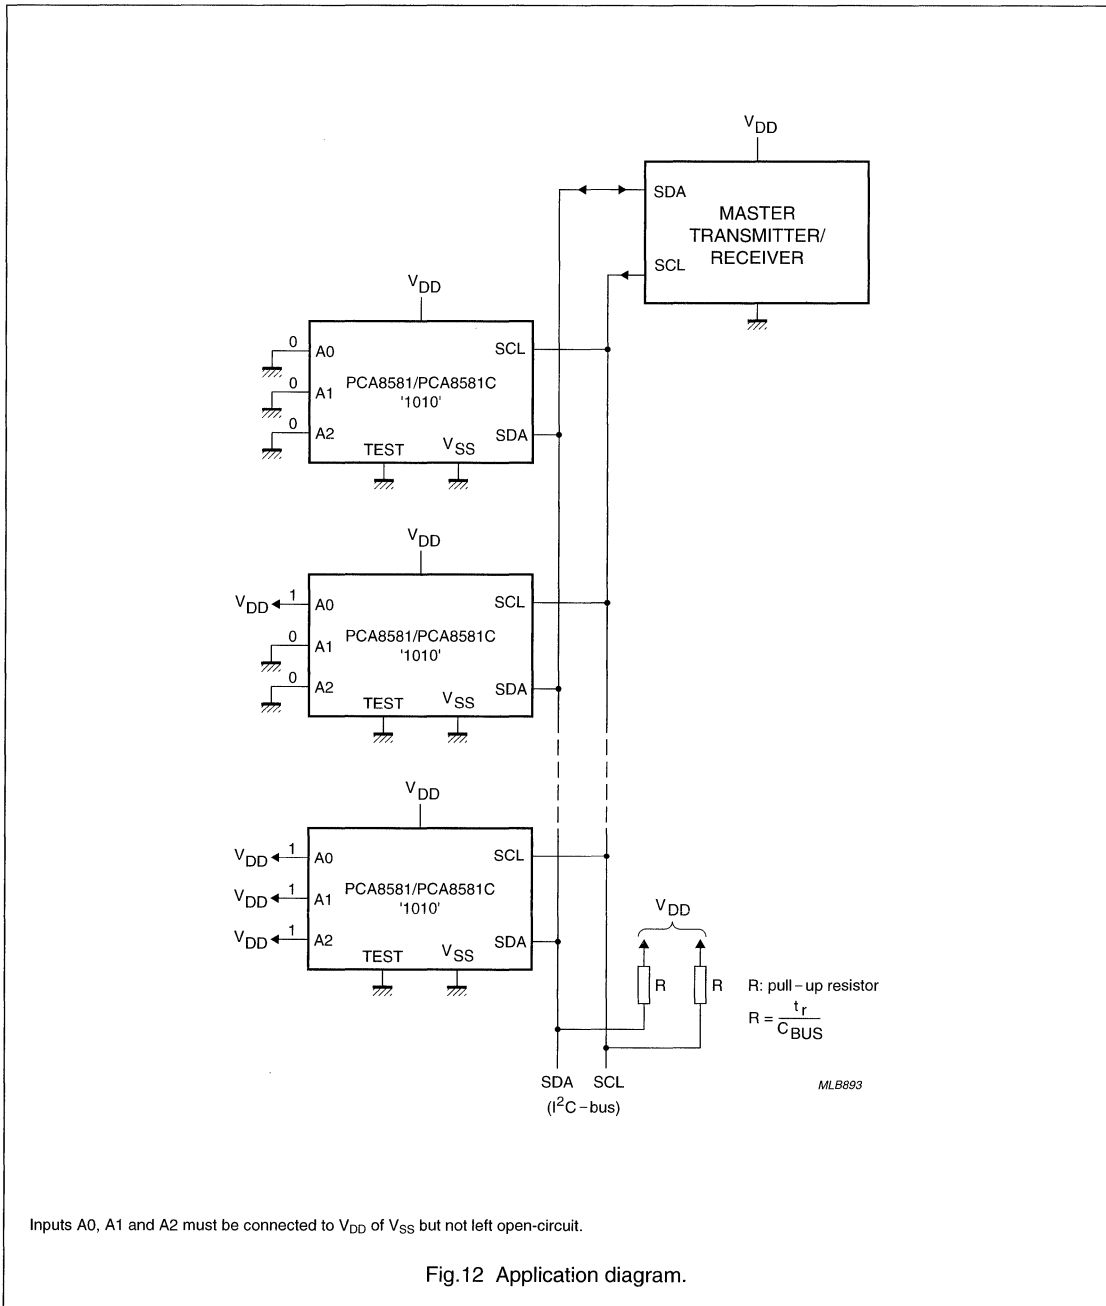 VDD
SDA
MASTER
TRANSMITTER/
RECEIVER
SCL
VDD
0 A0
SCL
0 A1
PCA8581/PCA8581C
'1010'
0 A2
SDA
TEST
VSS
VDD
VDD 1 A0
SCL
0 A1
PCA8581/PCA8581C
'1010'
0 A2
SDA
TEST
VSS
VDD
VDD 1 A0
SCL
VDD 1 A1
PCA8581/PCA8581C
'1010'
VDD 1 A2
SDA
TEST
VSS
VDD
R
R
R: pull-up resistor
R = tr / CBUS
SDA SCL
(I²C-bus)
MLB893
Inputs A0, A1 and A2 must be connected to VDD of VSS but not left open-circuit.
Fig.12 Application diagram.